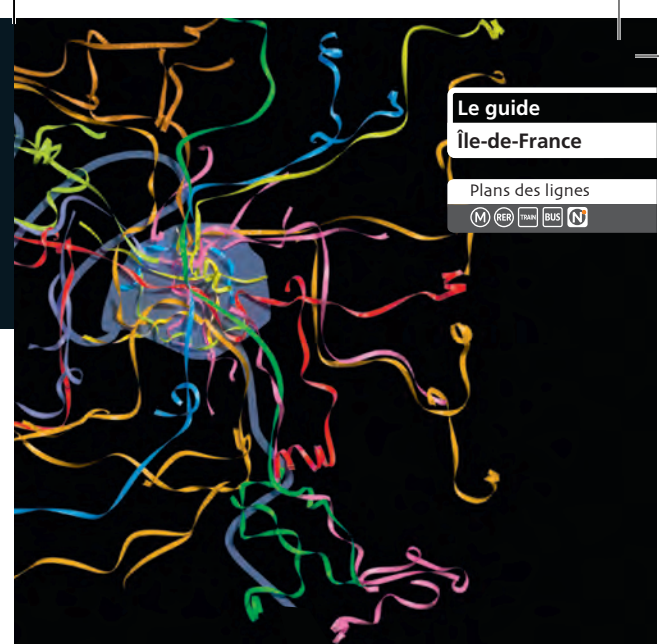 Le guide
Île-de-France
Plans des lignes
M RER TRAIN BUS N